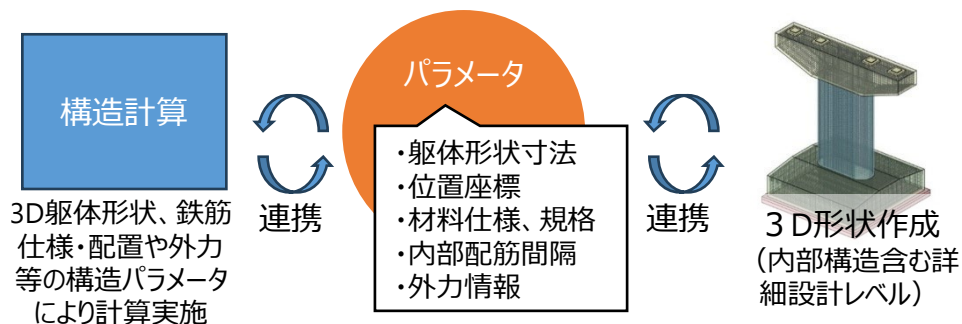 構造計算
3D躯体形状、鉄筋
仕様・配置や外力
等の構造パラメータ
により計算実施
連携
パラメータ
・躯体形状寸法
・位置座標
・材料仕様、規格
・内部配筋間隔
・外力情報
連携
３D形状作成
（内部構造含む詳
細設計レベル）